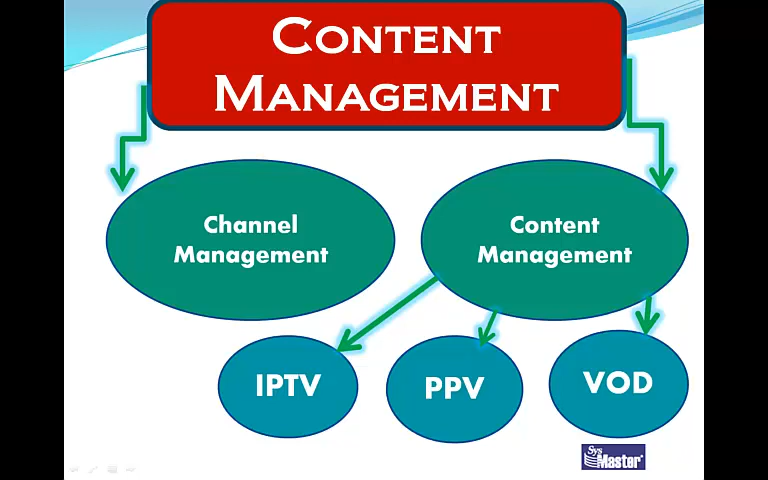 CONTENT
MANAGEMENT
Channel
Management
Content
Management
IPTV
PPV
VOD
Sys
Master